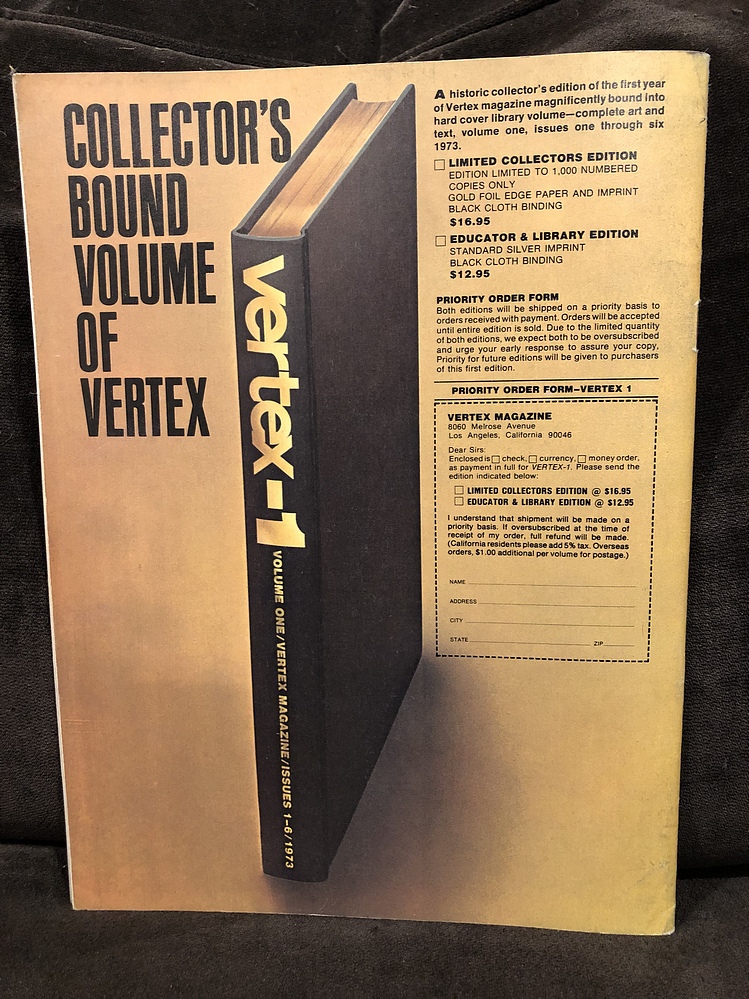 COLLECTOR'S
BOUND
VOLUME
OF
VERTEX
vertex-1
VOLUME ONE/VERTEX MAGAZINE/ISSUES 1-6/1973
A historic collector's edition of the first year
of Vertex magazine magnificently bound into
hard cover library volume—complete art and
text, volume one, issues one through six
1973.
LIMITED COLLECTORS EDITION
EDITION LIMITED TO 1,000 NUMBERED
COPIES ONLY
GOLD FOIL EDGE PAPER AND IMPRINT
BLACK CLOTH BINDING
$16.95
EDUCATOR & LIBRARY EDITION
STANDARD SILVER IMPRINT
BLACK CLOTH BINDING
$12.95
PRIORITY ORDER FORM
Both editions will be shipped on a priority basis to
orders received with payment. Orders will be accepted
until entire edition is sold. Due to the limited quantity
of both editions, we expect both to be oversubscribed
and urge your early response to assure your copy,
Priority for future editions will be given to purchasers
of this first edition.
PRIORITY ORDER FORM—VERTEX 1
VERTEX MAGAZINE
8060 Melrose Avenue
Los Angeles, California 90046
Dear Sirs:
Enclosed is check, currency, money order,
as payment in full for VERTEX-1. Please send the
edition indicated below:
LIMITED COLLECTORS EDITION @ $16.95
EDUCATOR & LIBRARY EDITION @ $12.95
I understand that shipment will be made on a
priority basis. If oversubscribed at the time of
receipt of my order, full refund will be made.
(California residents please add 5% tax. Overseas
orders, $1.00 additional per volume for postage.)
NAME
ADDRESS
CITY
STATE ZIP